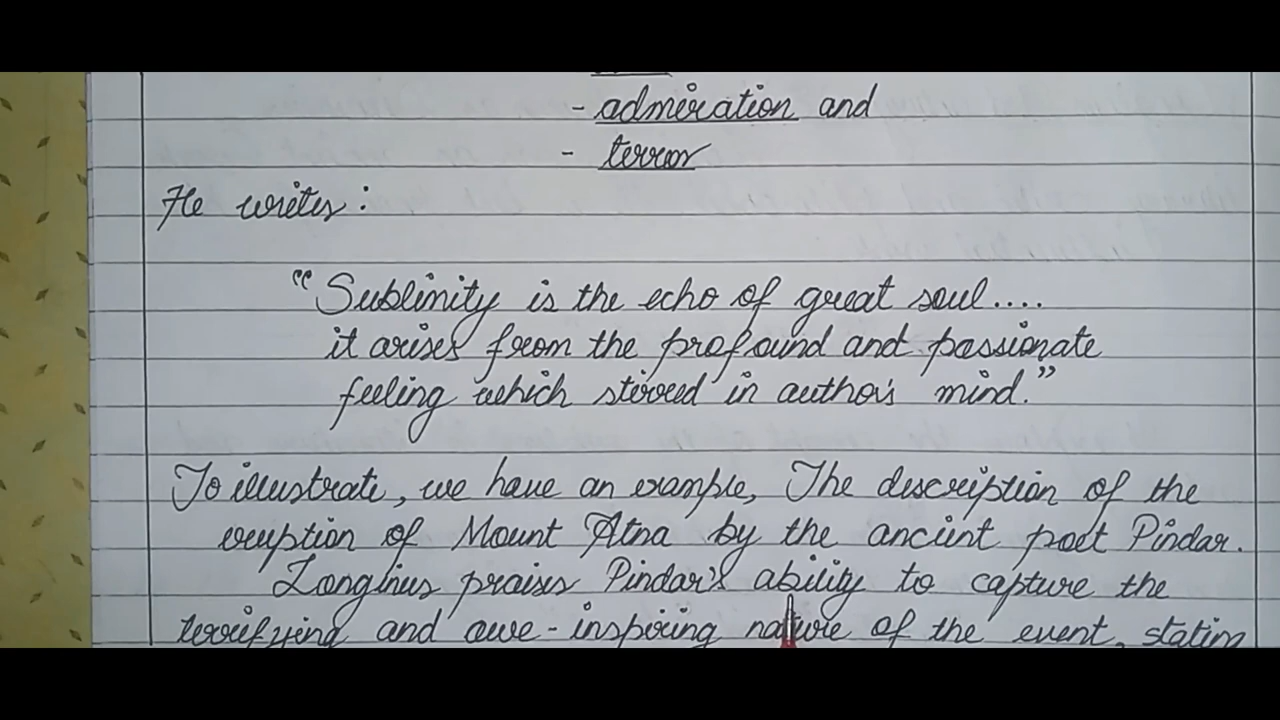 - admiration and
- terror
He writes :
"Sublimity is the echo of great soul....
it arises from the profound and passionate
feeling which stirred in author's mind."
To illustrate, we have an example, The description of the
eruption of Mount Atna by the ancient poet Pindar.
Longinus praises Pindar's ability to capture the
terrifying and awe-inspiring nature of the event, stating